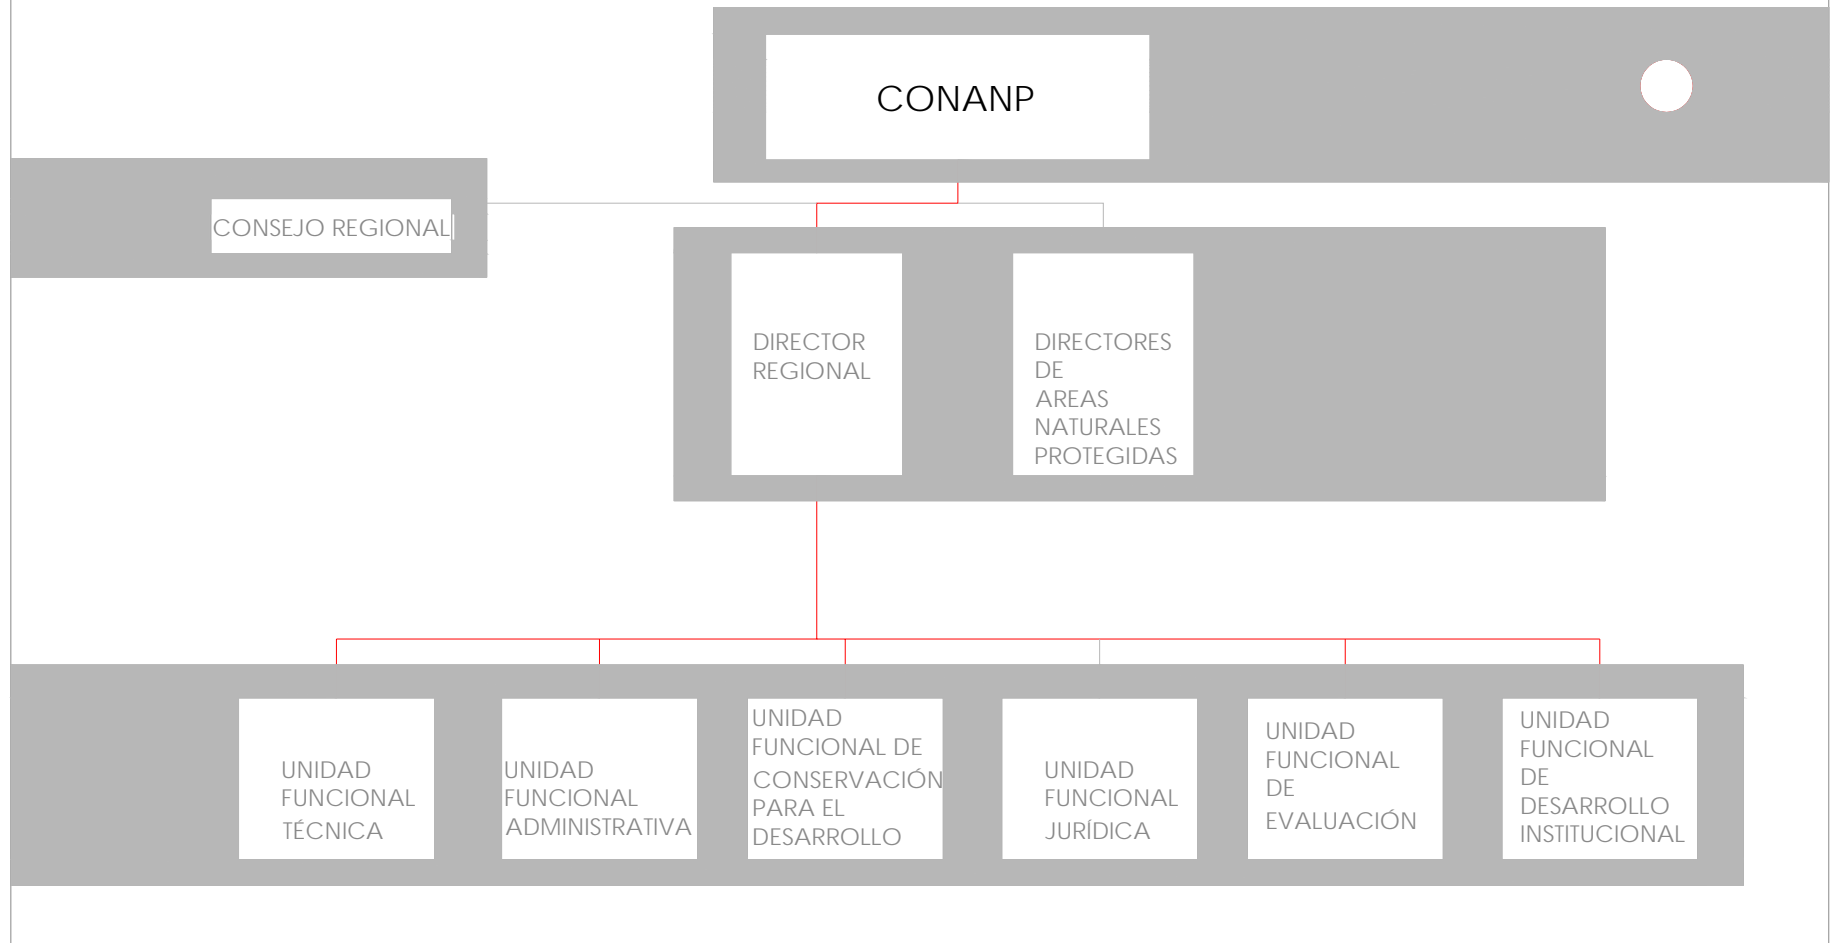 CONANP
CONSEJO REGIONAL
DIRECTOR
REGIONAL
DIRECTORES
DE
AREAS
NATURALES
PROTEGIDAS
UNIDAD
FUNCIONAL
TÉCNICA
UNIDAD
FUNCIONAL
ADMINISTRATIVA
UNIDAD
FUNCIONAL DE
CONSERVACIÓN
PARA EL
DESARROLLO
UNIDAD
FUNCIONAL
JURÍDICA
UNIDAD
FUNCIONAL
DE
EVALUACIÓN
UNIDAD
FUNCIONAL
DE
DESARROLLO
INSTITUCIONAL